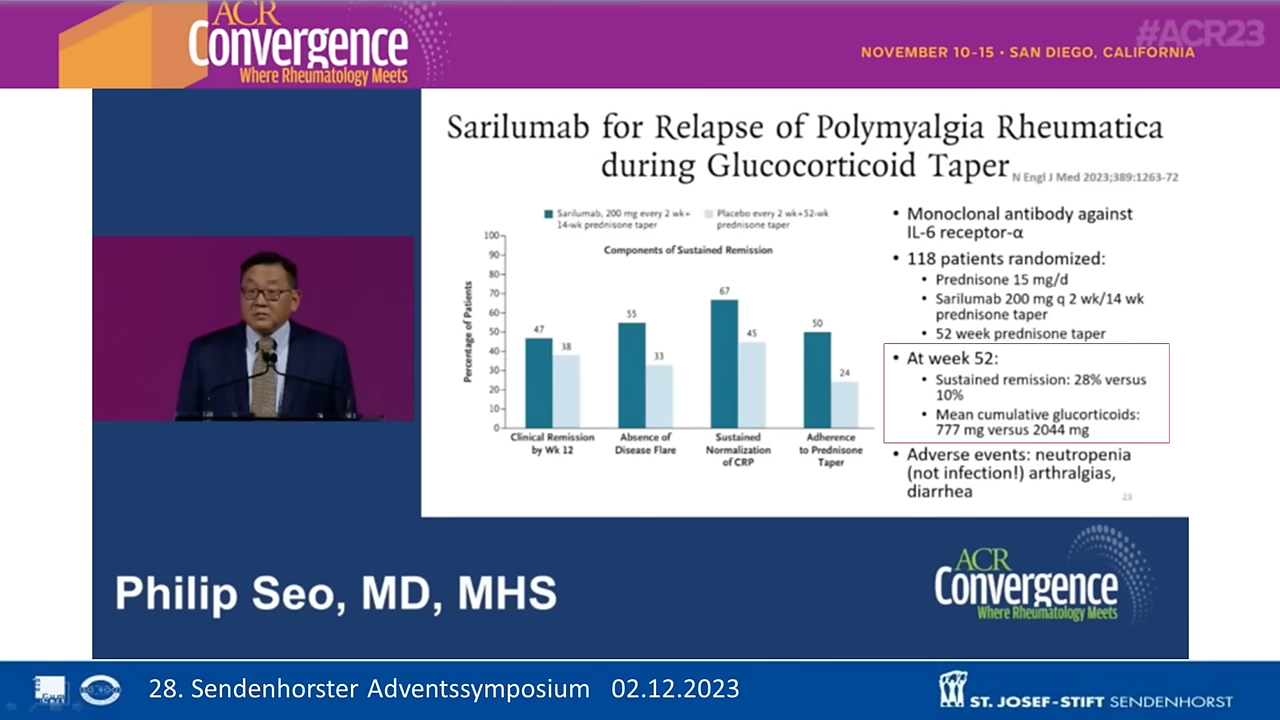 ACR
Convergence
Where Rheumatology Meets
#ACR23
NOVEMBER 10-15 • SAN DIEGO, CALIFORNIA
Sarilumab for Relapse of Polymyalgia Rheumatica
during Glucocorticoid Taper
N Engl J Med 2023;389:1263-72
Sarilumab, 200 mg every 2 wk+
14-wk prednisone taper
Placebo every 2 wk+52-wk
prednisone taper
Components of Sustained Remission
Percentage of Patients
100
90
80
70
60
50
40
30
20
10
0
47
38
55
33
67
45
50
24
Clinical Remission
by Wk 12
Absence of
Disease Flare
Sustained
Normalization
of CRP
Adherence
to Prednisone
Taper
• Monoclonal antibody against
IL-6 receptor-α
• 118 patients randomized:
• Prednisone 15 mg/d
• Sarilumab 200 mg q 2 wk/14 wk
prednisone taper
• 52 week prednisone taper
• At week 52:
• Sustained remission: 28% versus
10%
• Mean cumulative glucorticoids:
777 mg versus 2044 mg
• Adverse events: neutropenia
(not infection!) arthralgias,
diarrhea
23
Philip Seo, MD, MHS
ACR
Convergence
Where Rheumatology Meets
28. Sendenhorster Adventssymposium 02.12.2023
ST. JOSEF-STIFT SENDENHORST